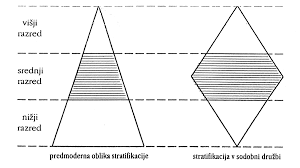 višji
razred
srednji
razred
nižji
razred
predmoderna oblika stratifikacije
stratifikacija v sodobni družbi